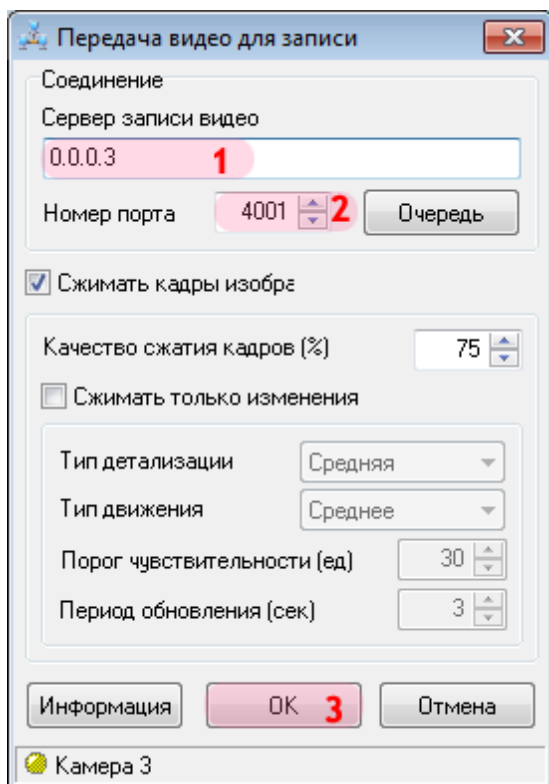 Передача видео для записи
Соединение
Сервер записи видео
0.0.0.3 1
Номер порта 4001 2 Очередь
Сжимать кадры изобра
Качество сжатия кадров (%) 75
Сжимать только изменения
Тип детализации Средняя
Тип движения Среднее
Порог чувствительности (ед) 30
Период обновления (сек) 3
Информация OK 3 Отмена
Камера 3